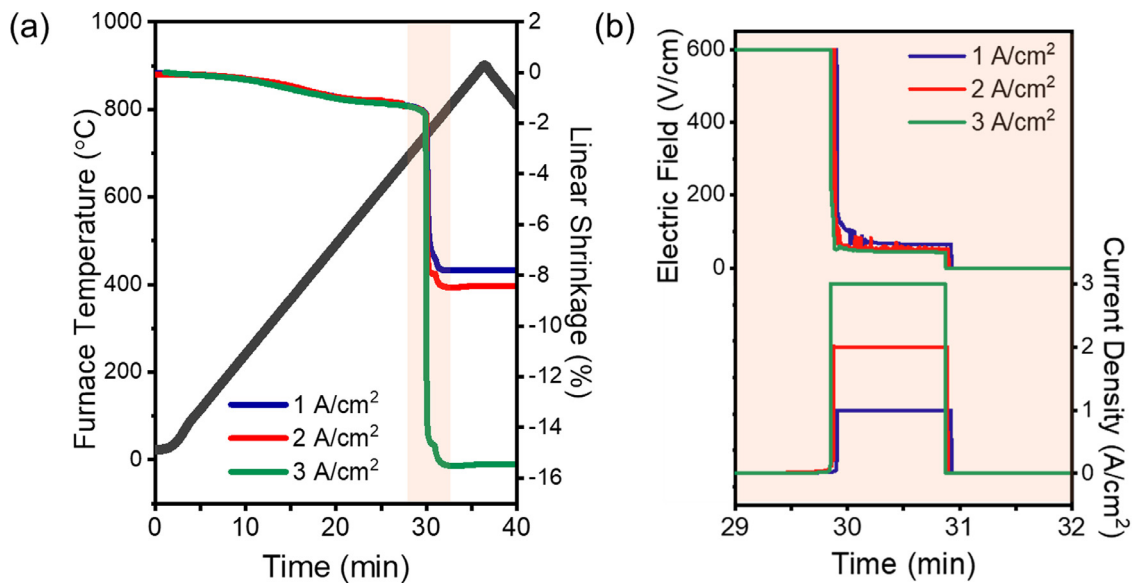 (a)
1000
800
600
400
200
0
Furnace Temperature (°C)
0
10
20
30
40
Time (min)
2
0
-2
-4
-6
-8
-10
-12
-14
-16
Linear Shrinkage (%)
1 A/cm²
2 A/cm²
3 A/cm²
(b)
600
400
200
0
Electric Field (V/cm)
1 A/cm²
2 A/cm²
3 A/cm²
3
2
1
0
Current Density (A/cm²)
29
30
31
32
Time (min)